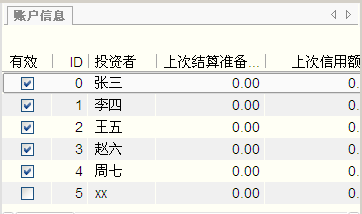 账户信息
有效 ID 投资者 上次结算准备... 上次信用额
0 张三 0.00 0.
1 李四 0.00 0.
2 王五 0.00 0.
3 赵六 0.00 0.
4 周七 0.00 0.
5 xx 0.00 0.